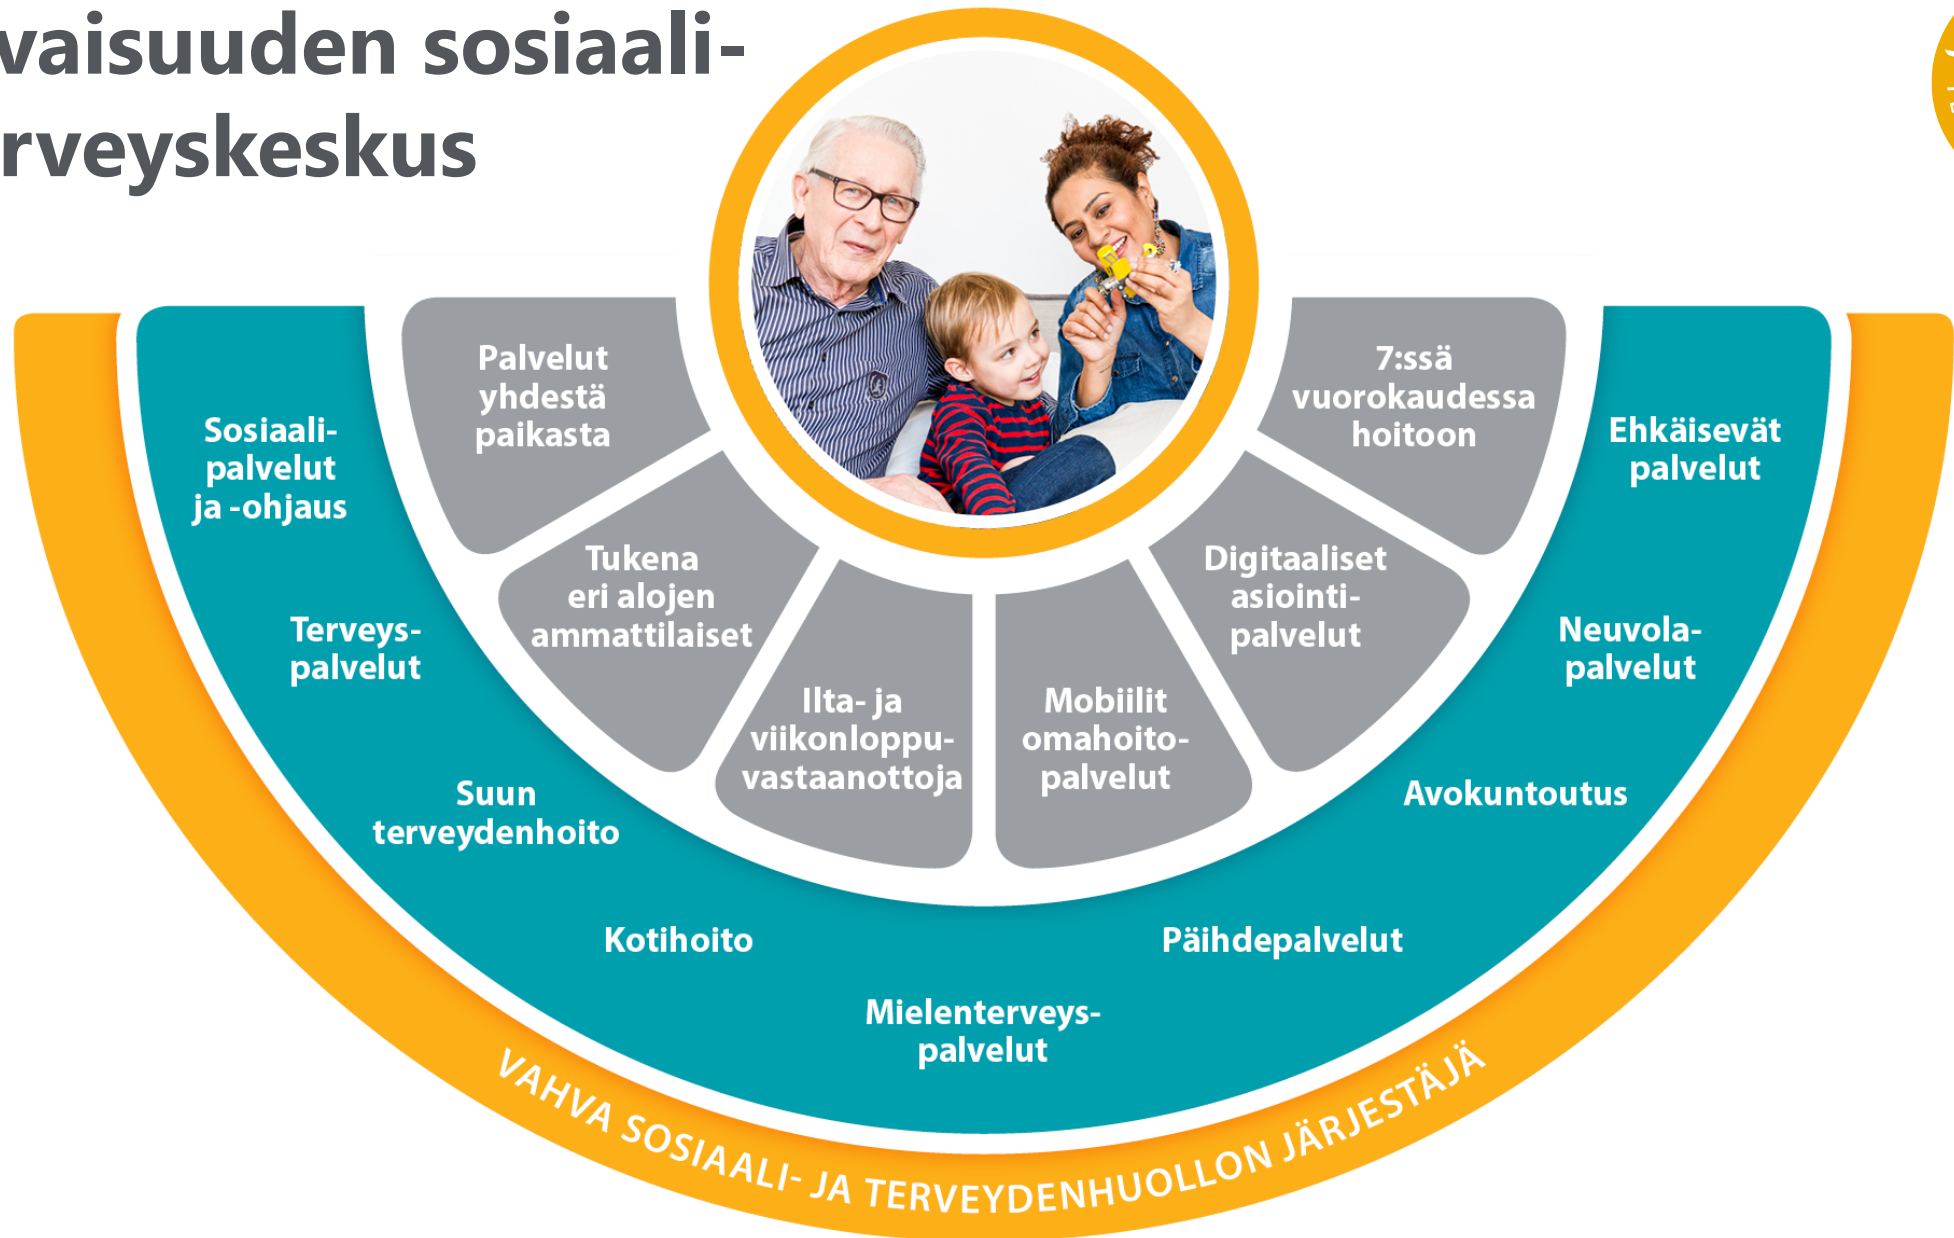 vaisuuden sosiaali-
rveyskeskus
Palvelut
yhdestä
paikasta
Tukena
eri alojen
ammattilaiset
Ilta- ja
viikonloppu-
vastaanottoja
Mobiilit
omahoito-
palvelut
Digitaaliset
asiointi-
palvelut
7:ssä
vuorokaudessa
hoitoon
Sosiaali-
palvelut
ja -ohjaus
Terveys-
palvelut
Suun
terveydenhoito
Kotihoito
Mielenterveys-
palvelut
Päihdepalvelut
Avokuntoutus
Neuvola-
palvelut
Ehkäisevät
palvelut
VAHVA SOSIAALI- JA TERVEYDENHUOLLON JÄRJESTÄJÄ